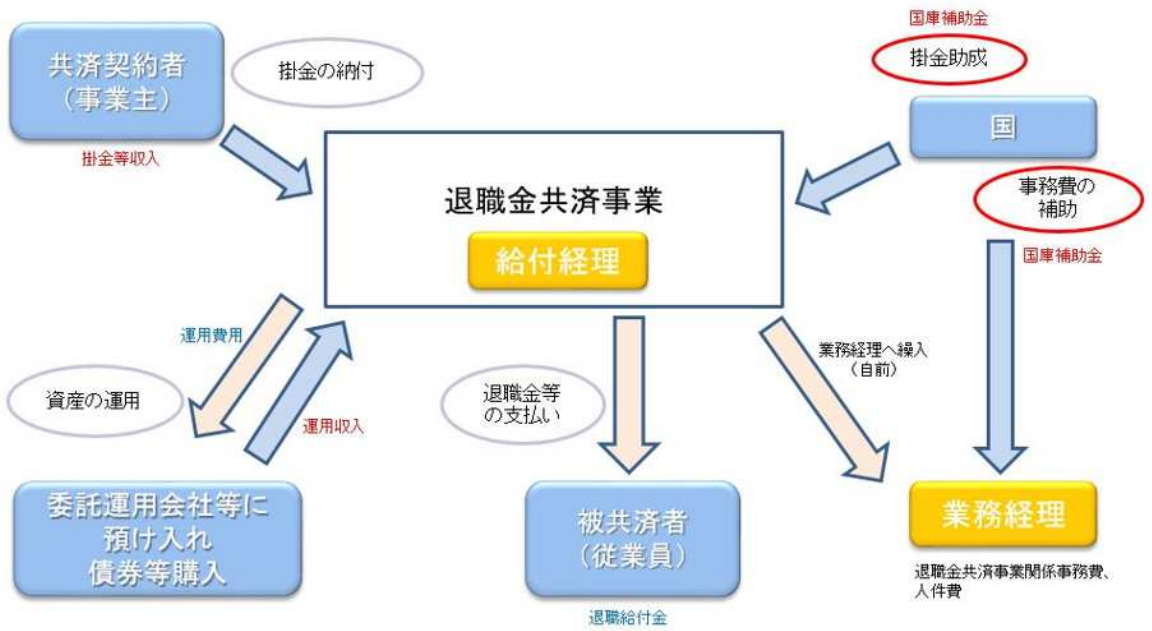 国庫補助金
掛金助成
共済契約者
（事業主）
掛金の納付
国
掛金等収入
退職金共済事業
給付経理
事務費の
補助
国庫補助金
運用費用
業務経理へ繰入
（自前）
資産の運用
退職金等
の支払い
運用収入
委託運用会社等に
預け入れ
債券等購入
被共済者
（従業員）
業務経理
退職金共済事業関係事務費、
人件費
退職給付金